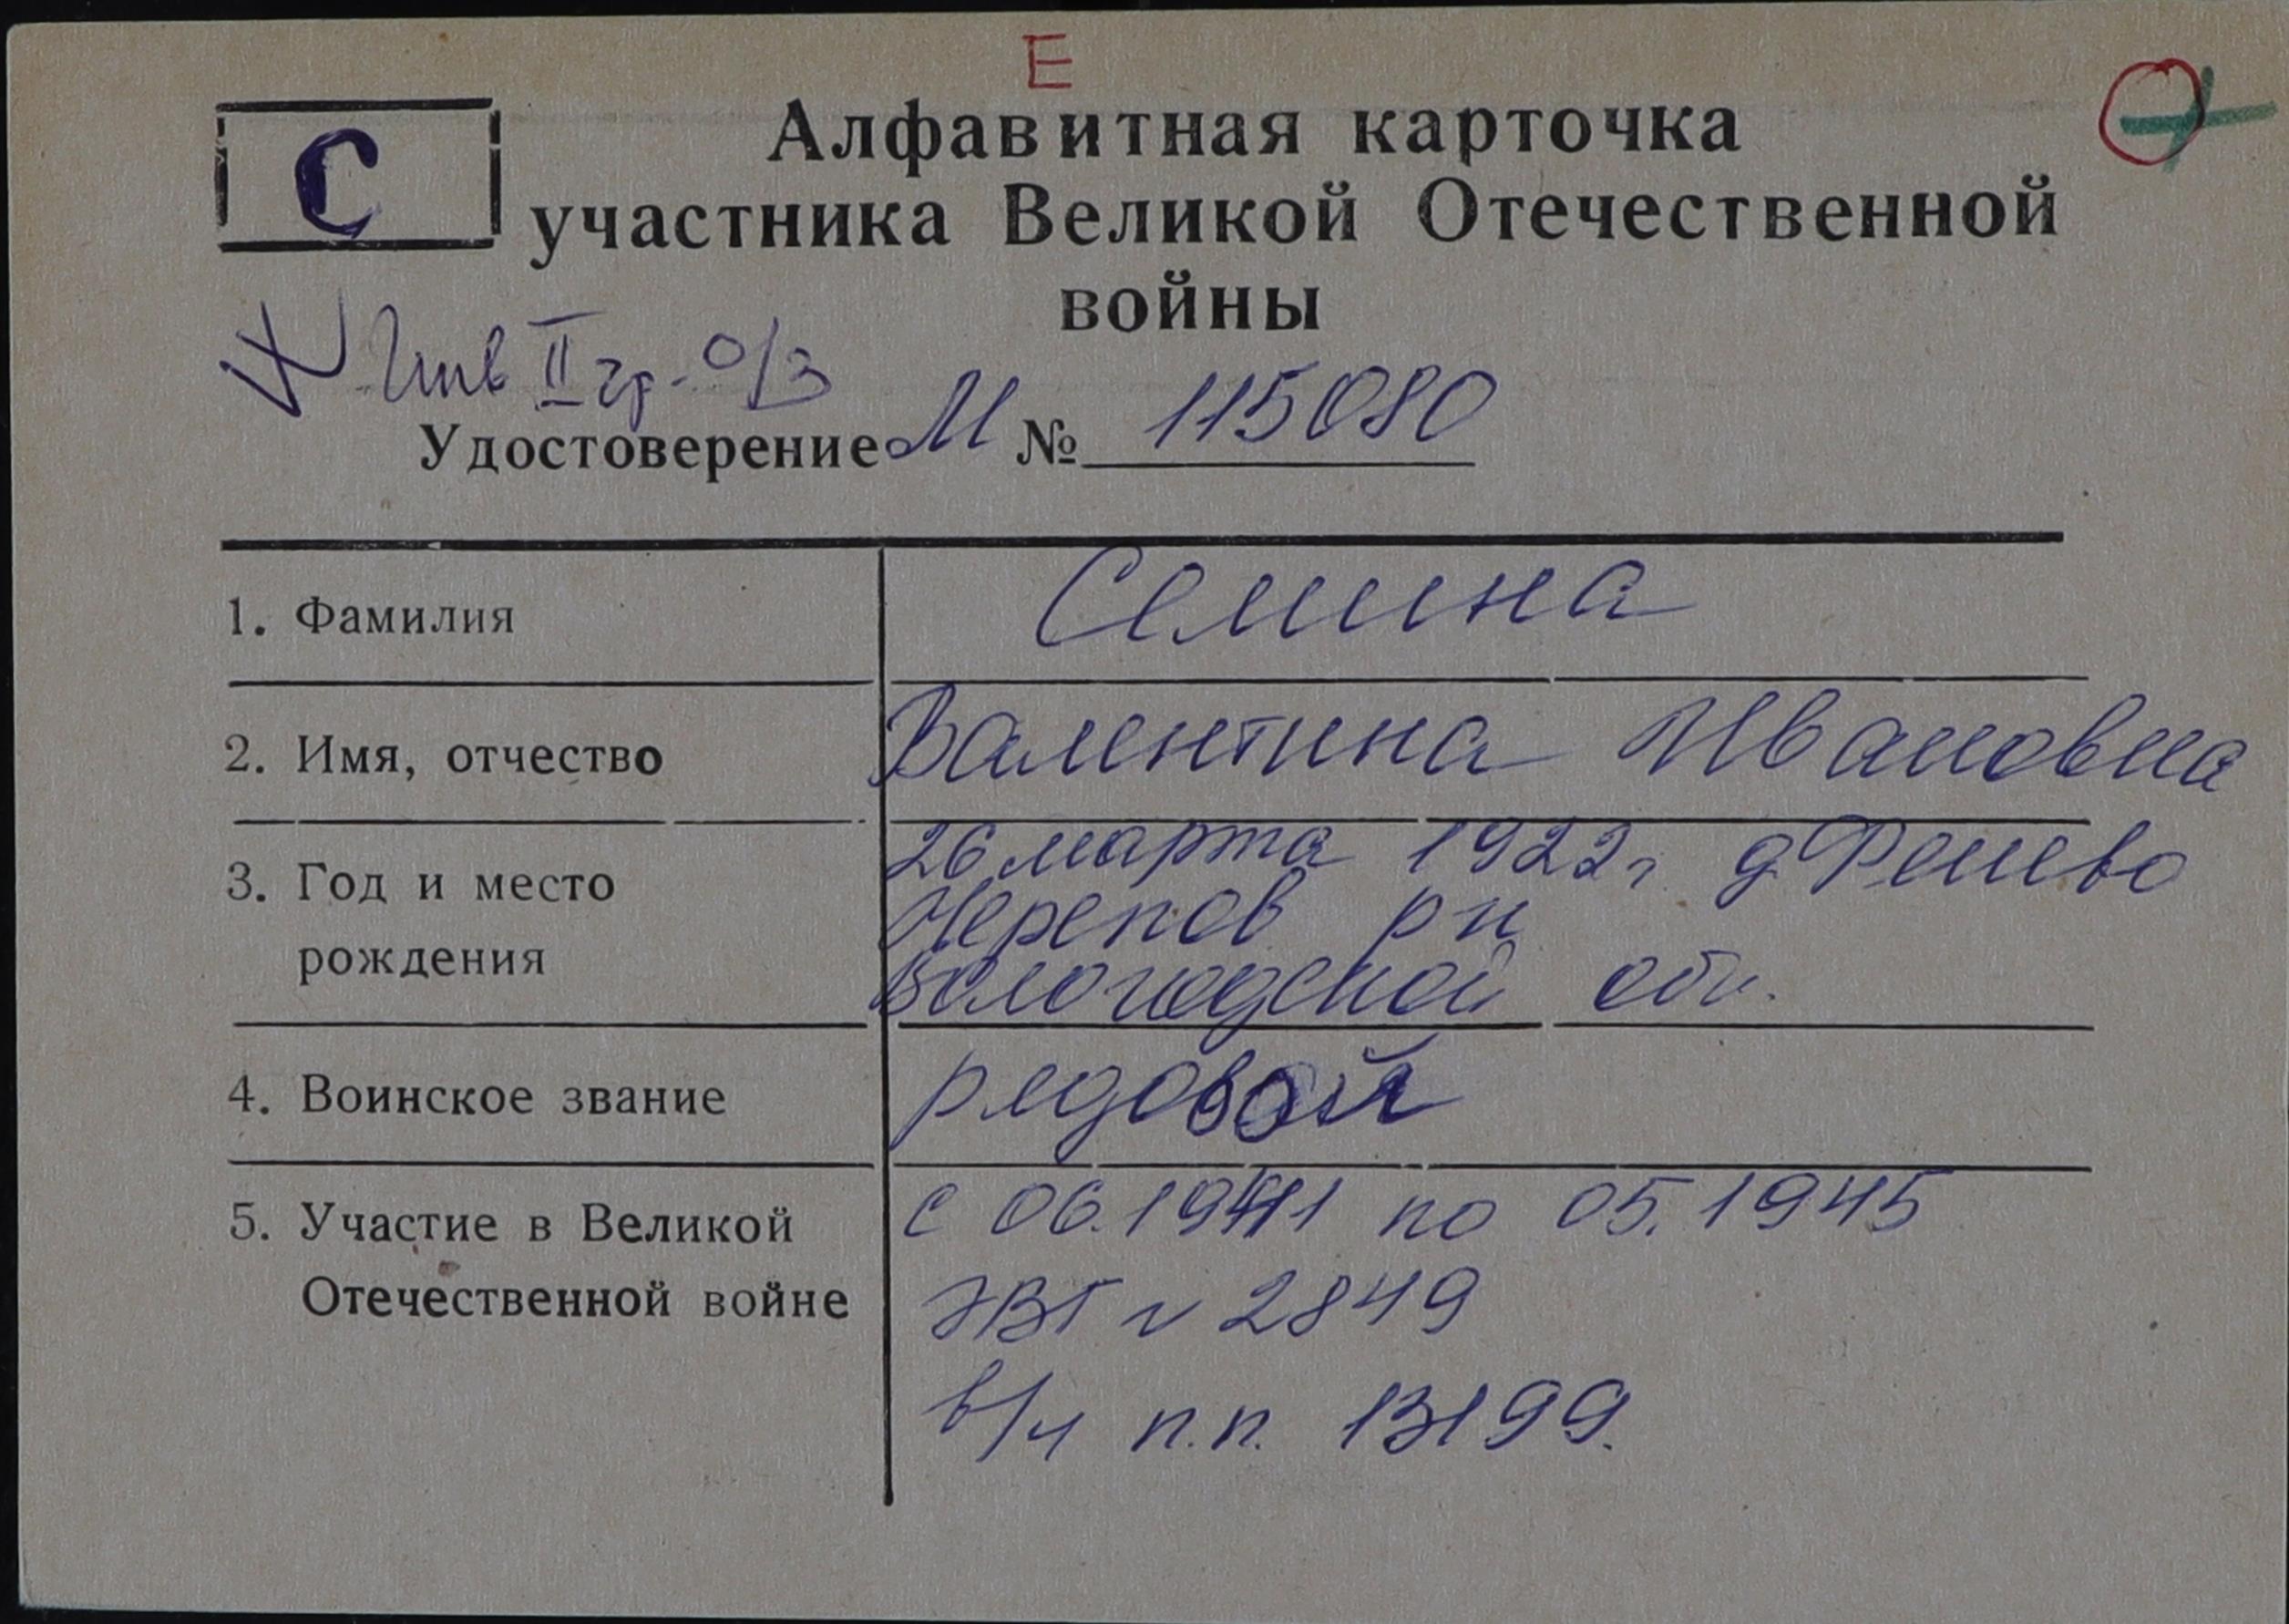 Е
С
Алфавитная карточка
участника Великой Отечественной
войны
Инв II гр. о/з
Удостоверение М № 115080
1. Фамилия Семина
2. Имя, отчество Валентина Ивановна
3. Год и место 26 марта 1922 г д
Черепов рн
рождения Вологодской обл.
4. Воинское звание рядовой
5. Участие в Великой с 06.1941 по 05.1945
Отечественной войне ЭВГ № 2849
в/ч п.п. 13199.